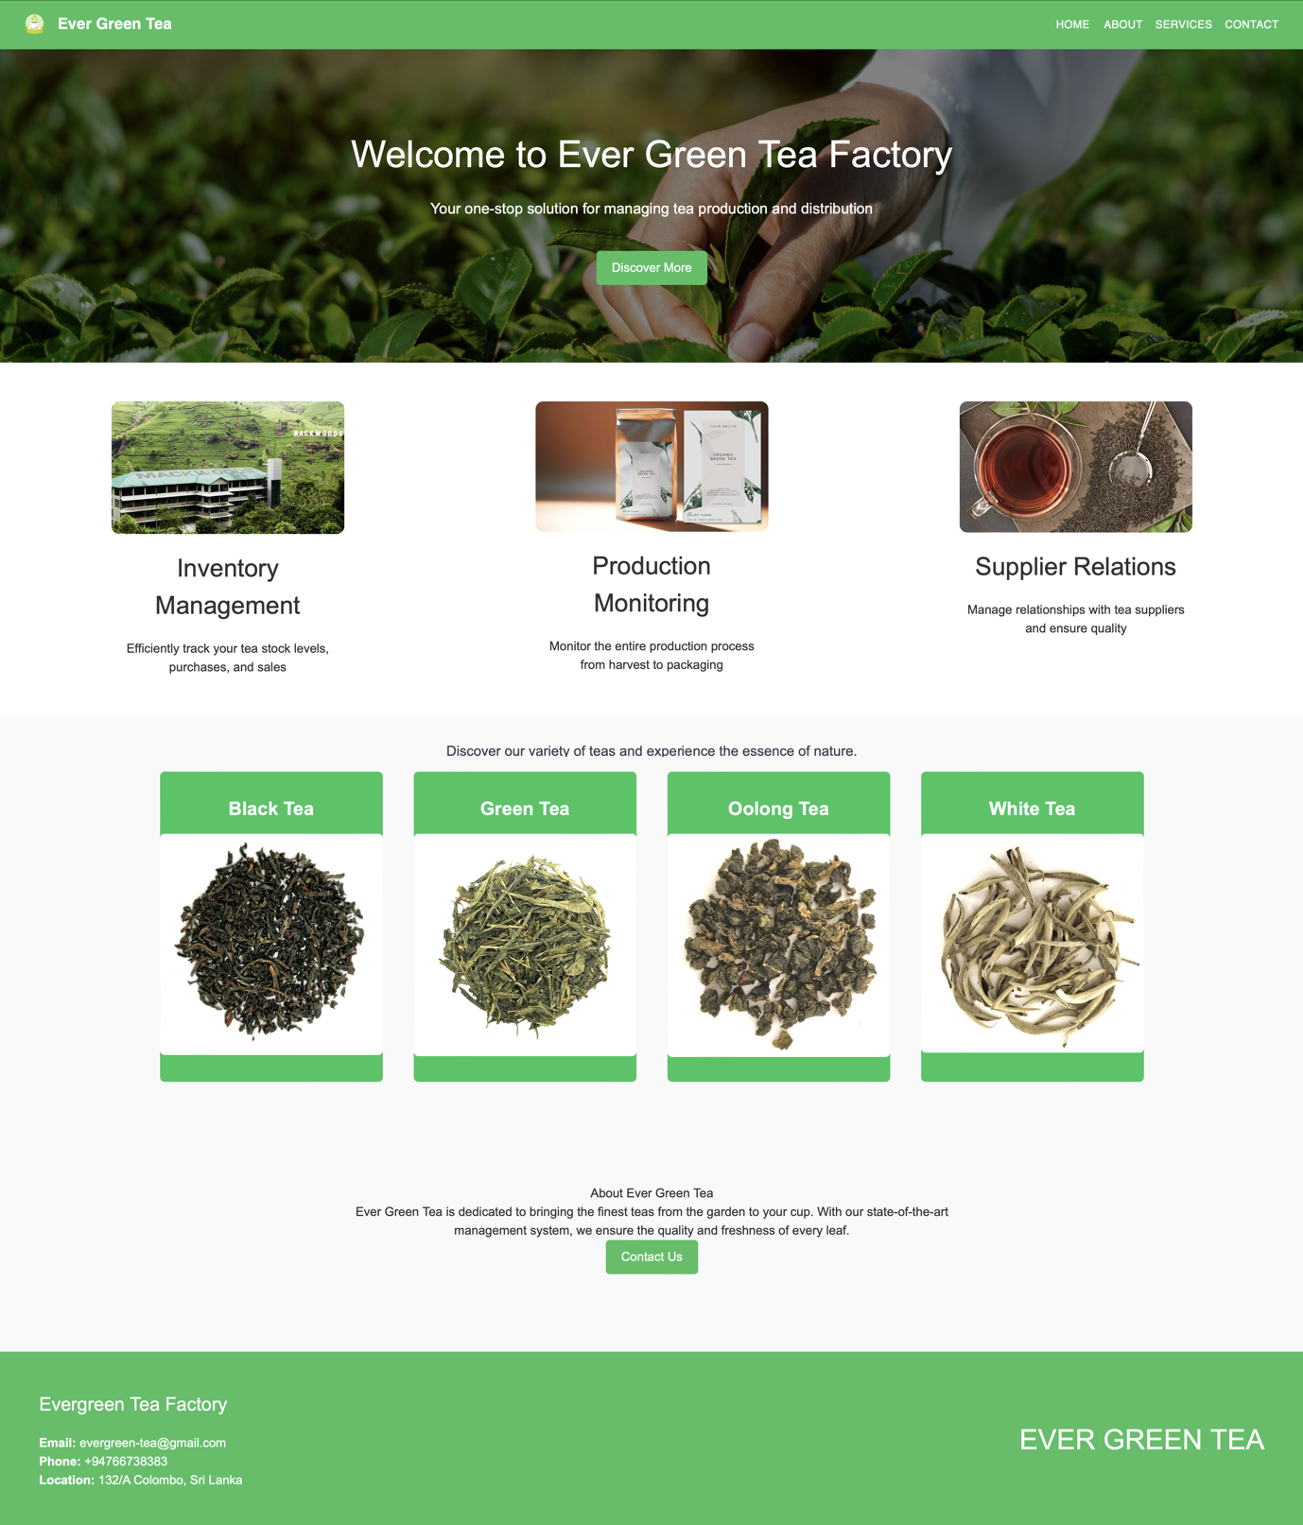 Ever Green Tea
HOME ABOUT SERVICES CONTACT
Welcome to Ever Green Tea Factory
Your one-stop solution for managing tea production and distribution
Discover More
MACKWOODS
ORGANIC
GREEN TEA
ORGANIC
GREEN TEA
Inventory
Management
Efficiently track your tea stock levels,
purchases, and sales
Production
Monitoring
Monitor the entire production process
from harvest to packaging
Supplier Relations
Manage relationships with tea suppliers
and ensure quality
Discover our variety of teas and experience the essence of nature.
Black Tea
Green Tea
Oolong Tea
White Tea
About Ever Green Tea
Ever Green Tea is dedicated to bringing the finest teas from the garden to your cup. With our state-of-the-art
management system, we ensure the quality and freshness of every leaf.
Contact Us
Evergreen Tea Factory
Email: evergreen-tea@gmail.com
Phone: +94766738383
Location: 132/A Colombo, Sri Lanka
EVER GREEN TEA